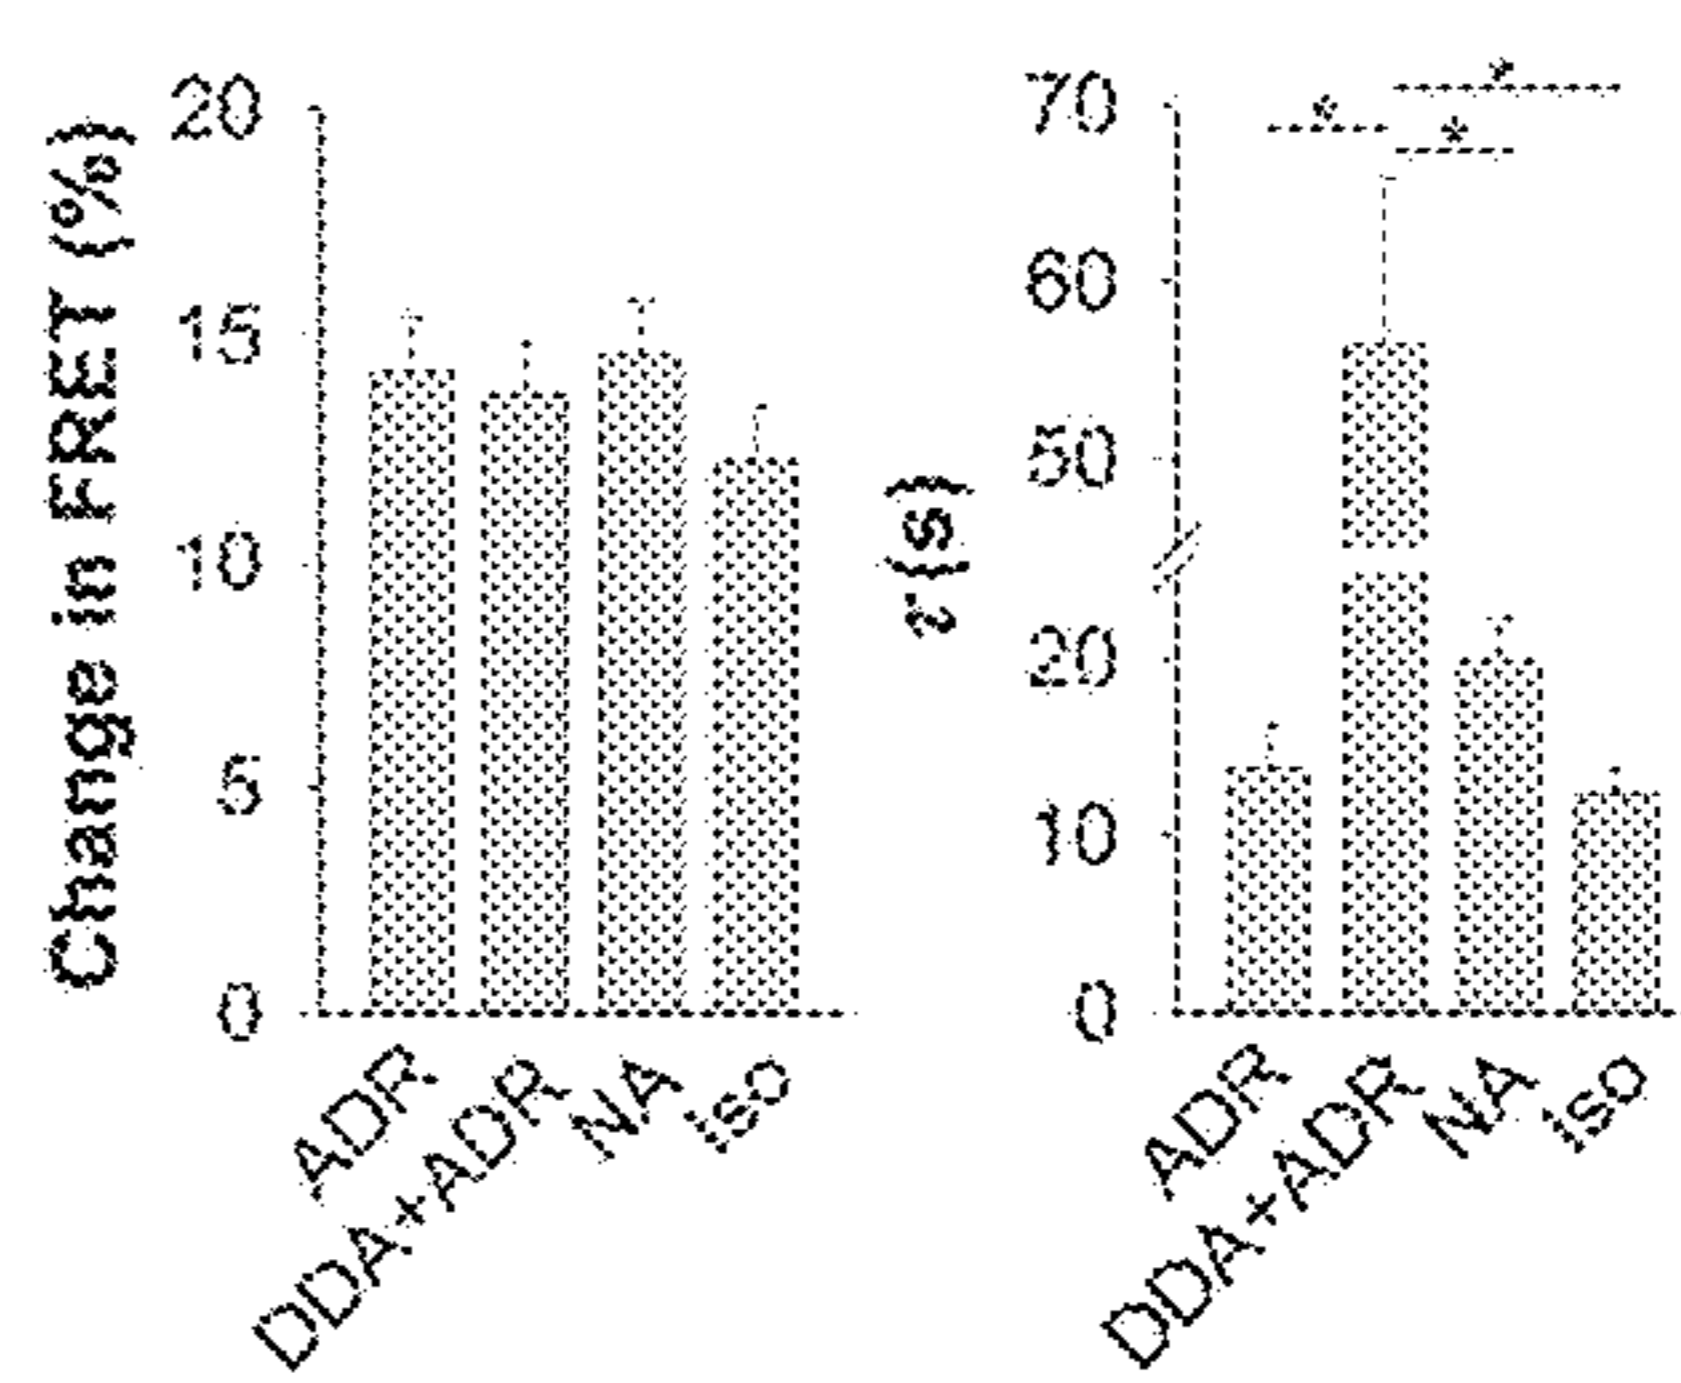 Change in FRET (%)
20
15
10
5
0
ADR
DDA+ADR
NA
iso
τ (s)
70
60
50
20
10
0
* * *
ADR
DDA+ADR
NA
iso